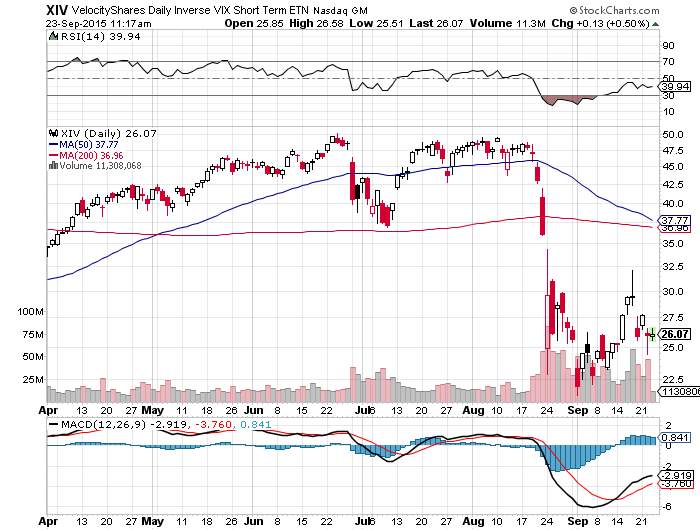 XIV VelocityShares Daily Inverse VIX Short Term ETN Nasdaq GM © StockCharts.com
23-Sep-2015 11:17am Open 25.85 High 26.58 Low 25.51 Last 26.07 Volume 11.3M Chg +0.13 (+0.50%)
RSI(14) 39.94
90
70
50
39.94
30
10
XIV (Daily) 26.07
MA(50) 37.77
MA(200) 36.96
Volume 11,308,068
50.0
47.5
45.0
42.5
40.0
37.77
36.96
35.0
32.5
30.0
27.5
26.07
25.0
22.5
100M
75M
50M
25M
Apr 13 20 27 May 11 18 26 Jun 8 15 22 Jul 6 13 20 27 Aug 10 17 24 Sep 8 14 21
MACD(12,26,9) -2.919, -3.760, 0.841
2
0.841
0
-2
-2.919
-3.760
-6
Apr 13 20 27 May 11 18 26 Jun 8 15 22 Jul 6 13 20 27 Aug 10 17 24 Sep 8 14 21